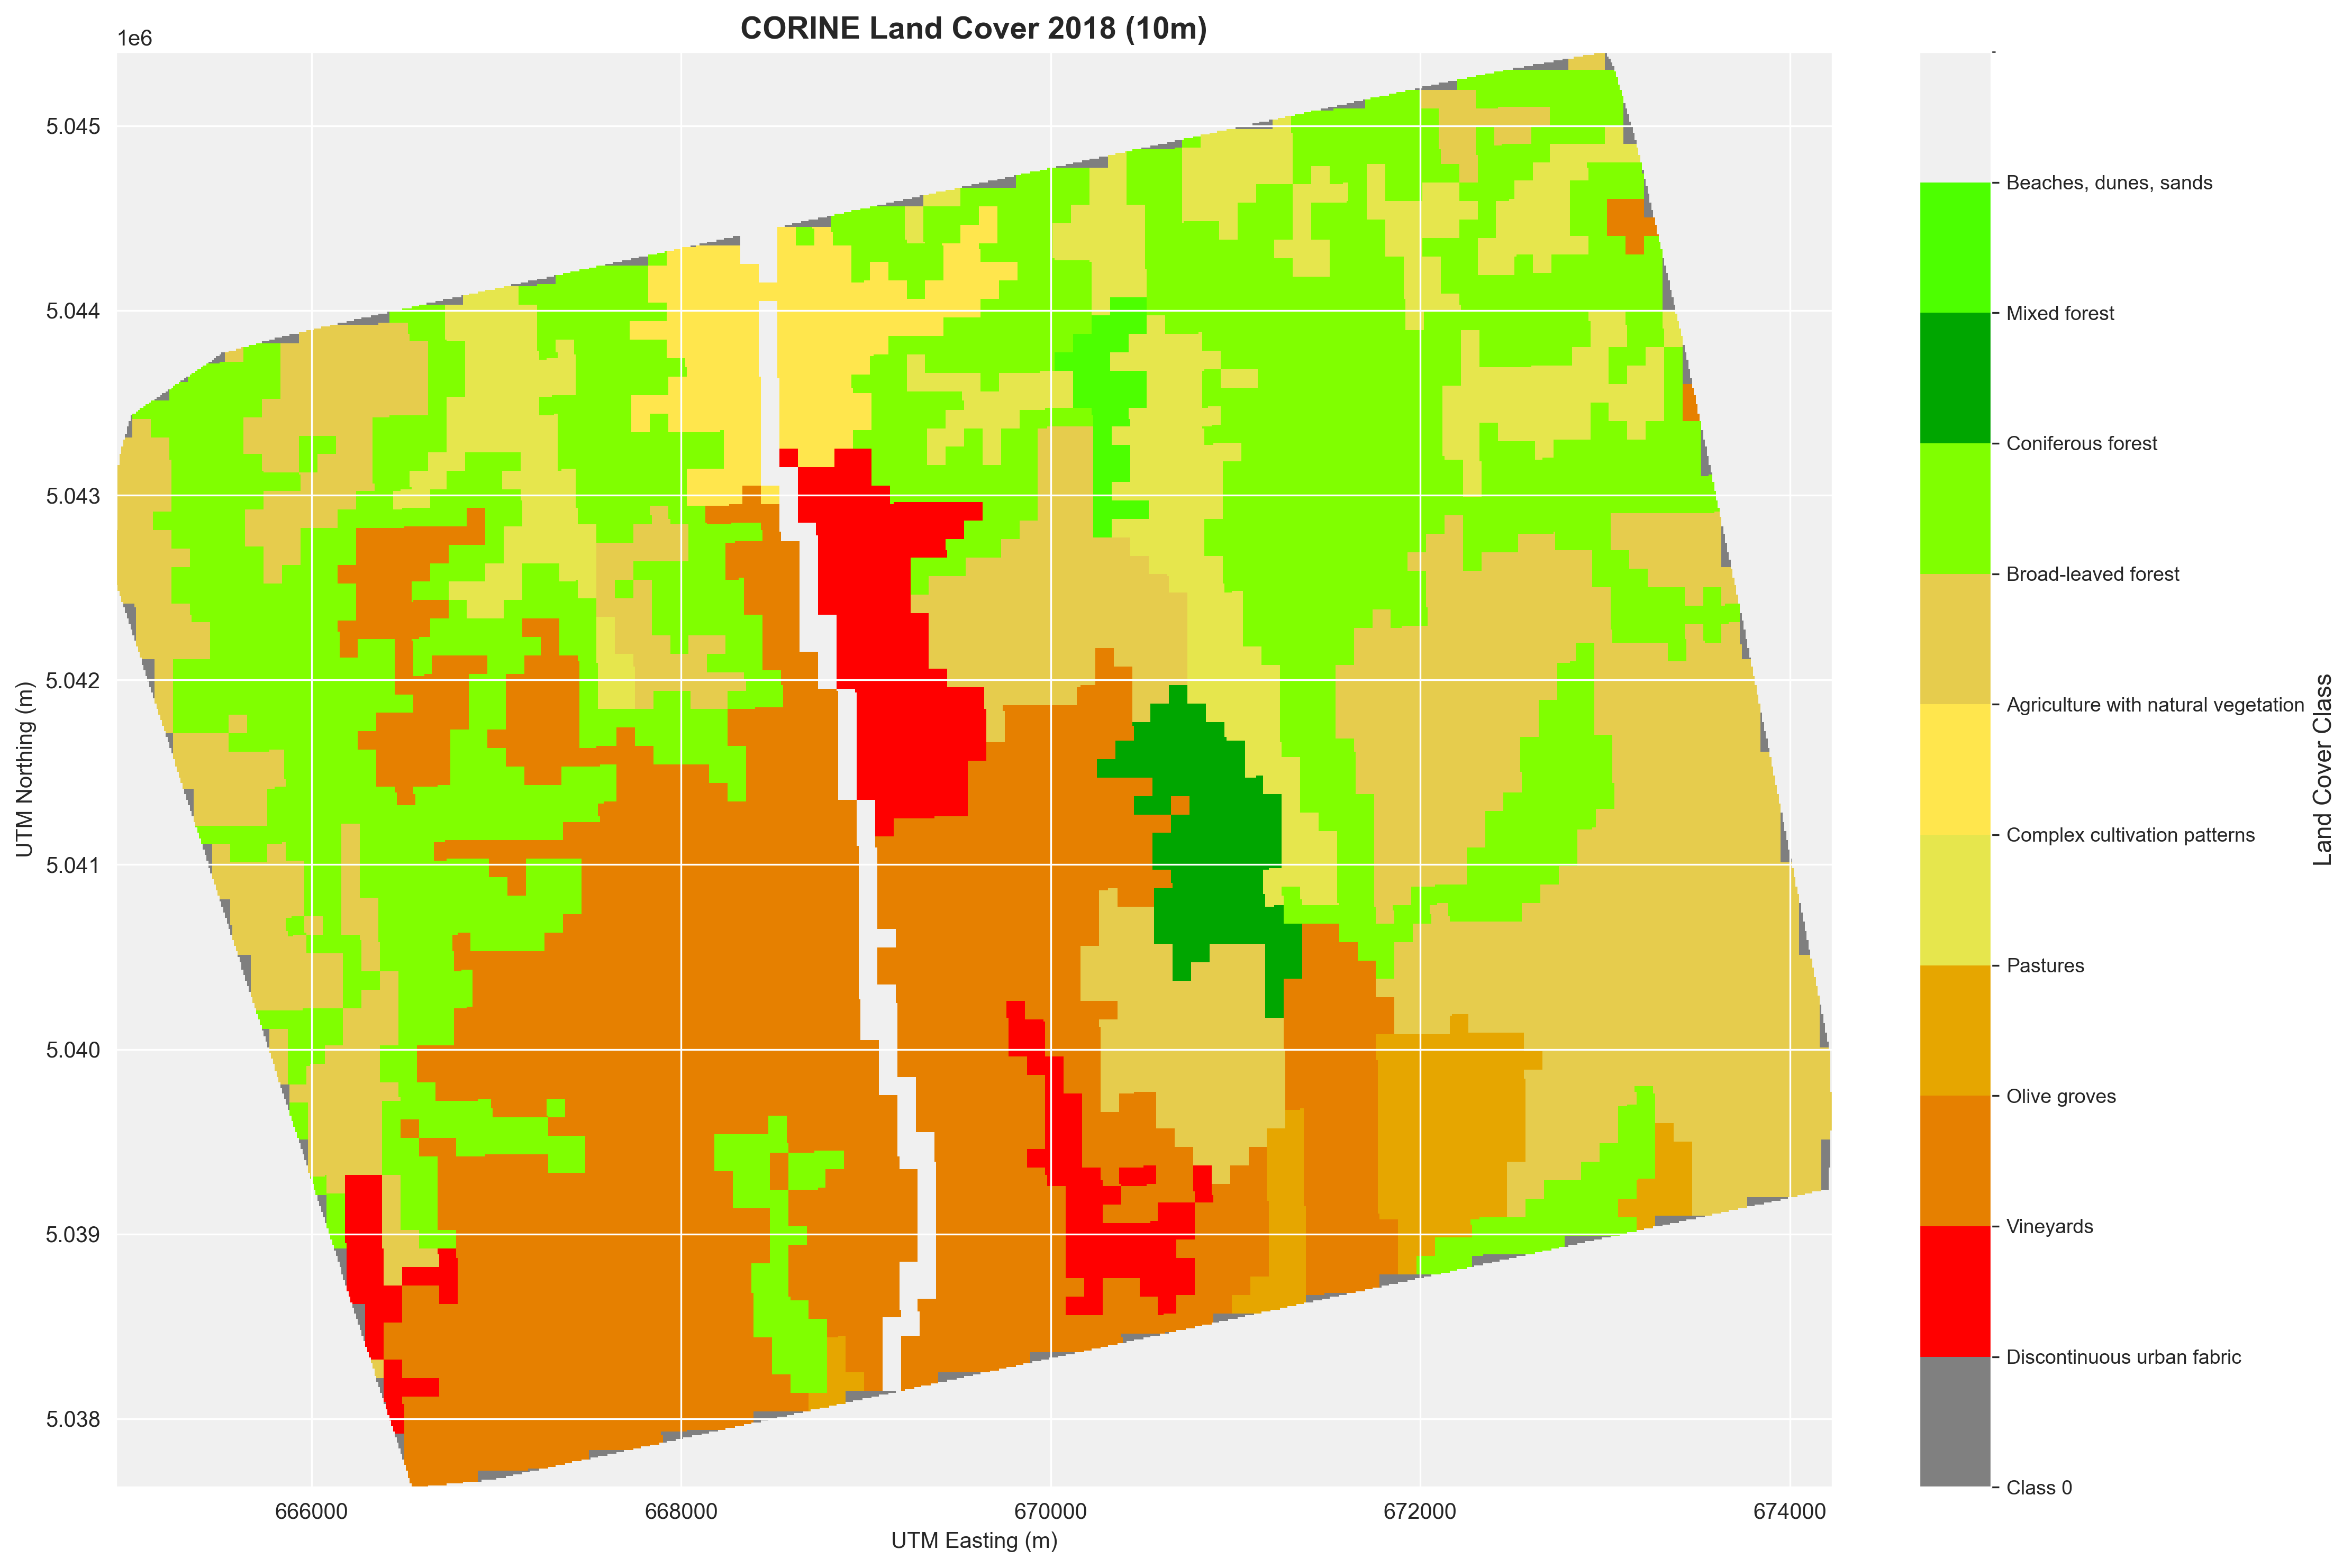 CORINE Land Cover 2018 (10m)
1e6
5.045
5.044
5.043
5.042
5.041
5.040
5.039
5.038
UTM Northing (m)
666000
668000
670000
672000
674000
UTM Easting (m)
Beaches, dunes, sands
Mixed forest
Coniferous forest
Broad-leaved forest
Agriculture with natural vegetation
Complex cultivation patterns
Pastures
Olive groves
Vineyards
Discontinuous urban fabric
Class 0
Land Cover Class